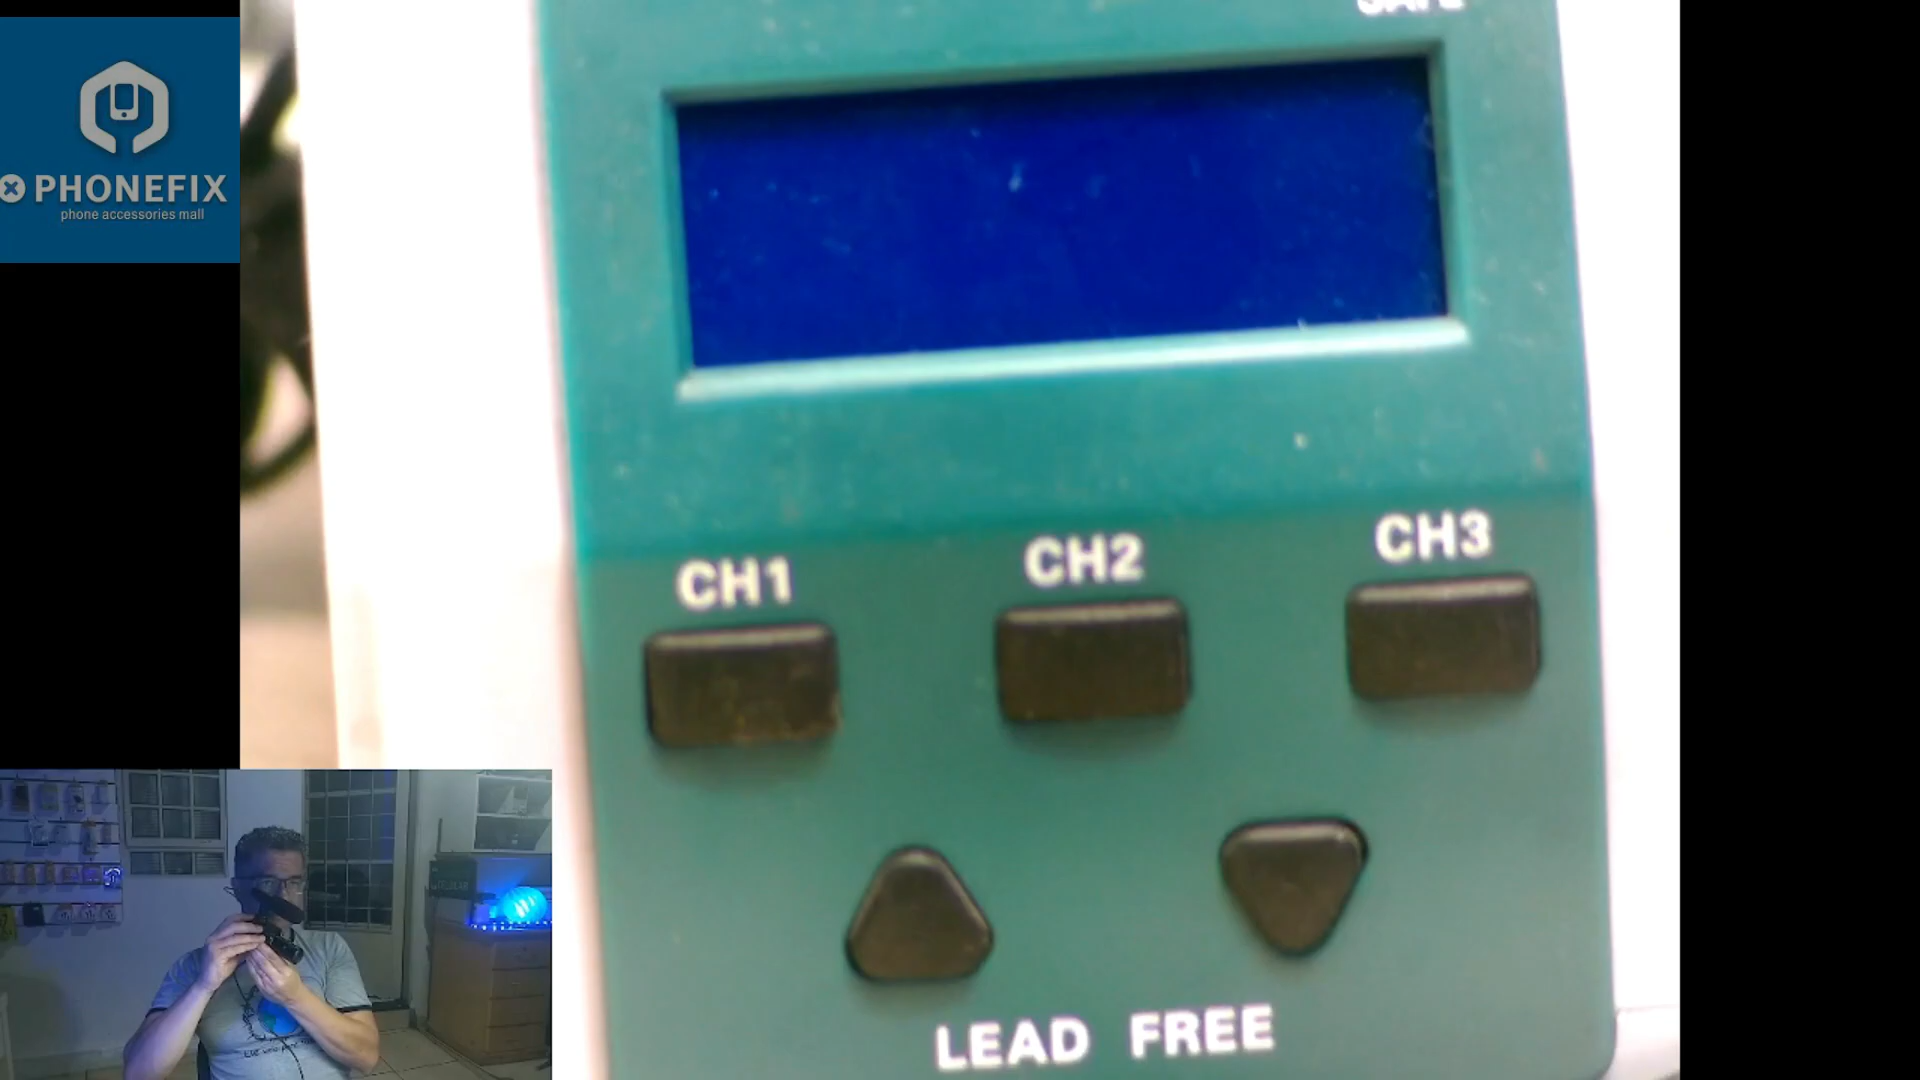 PHONEFIX
phone accessories mall
CH1
CH2
CH3
LEAD FREE